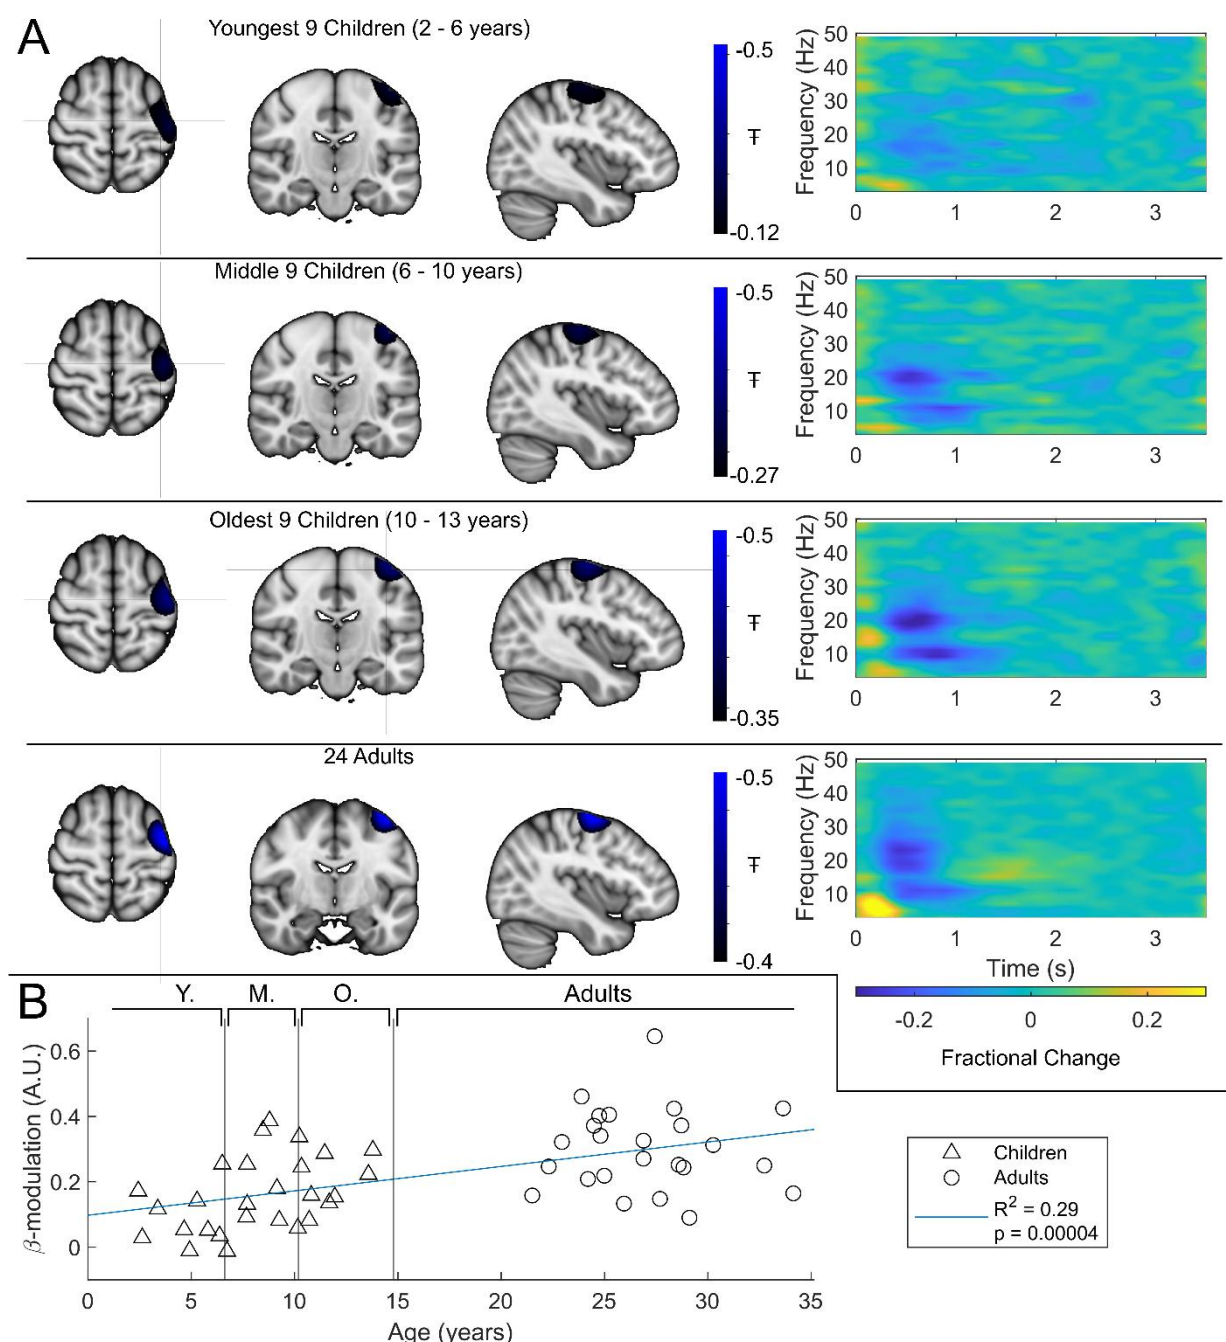 A
Youngest 9 Children (2 - 6 years)
-0.5
Ŧ
-0.12
Frequency (Hz)
50
40
30
20
10
0 1 2 3
Middle 9 Children (6 - 10 years)
-0.5
Ŧ
-0.27
Frequency (Hz)
50
40
30
20
10
0 1 2 3
Oldest 9 Children (10 - 13 years)
-0.5
Ŧ
-0.35
Frequency (Hz)
50
40
30
20
10
0 1 2 3
24 Adults
-0.5
Ŧ
-0.4
Frequency (Hz)
50
40
30
20
10
0 1 2 3
Time (s)
-0.2 0 0.2
Fractional Change
B
Y. M. O. Adults
β-modulation (A.U.)
0.6
0.4
0.2
0
0 5 10 15 20 25 30 35
Age (years)
Children
Adults
R² = 0.29
p = 0.00004